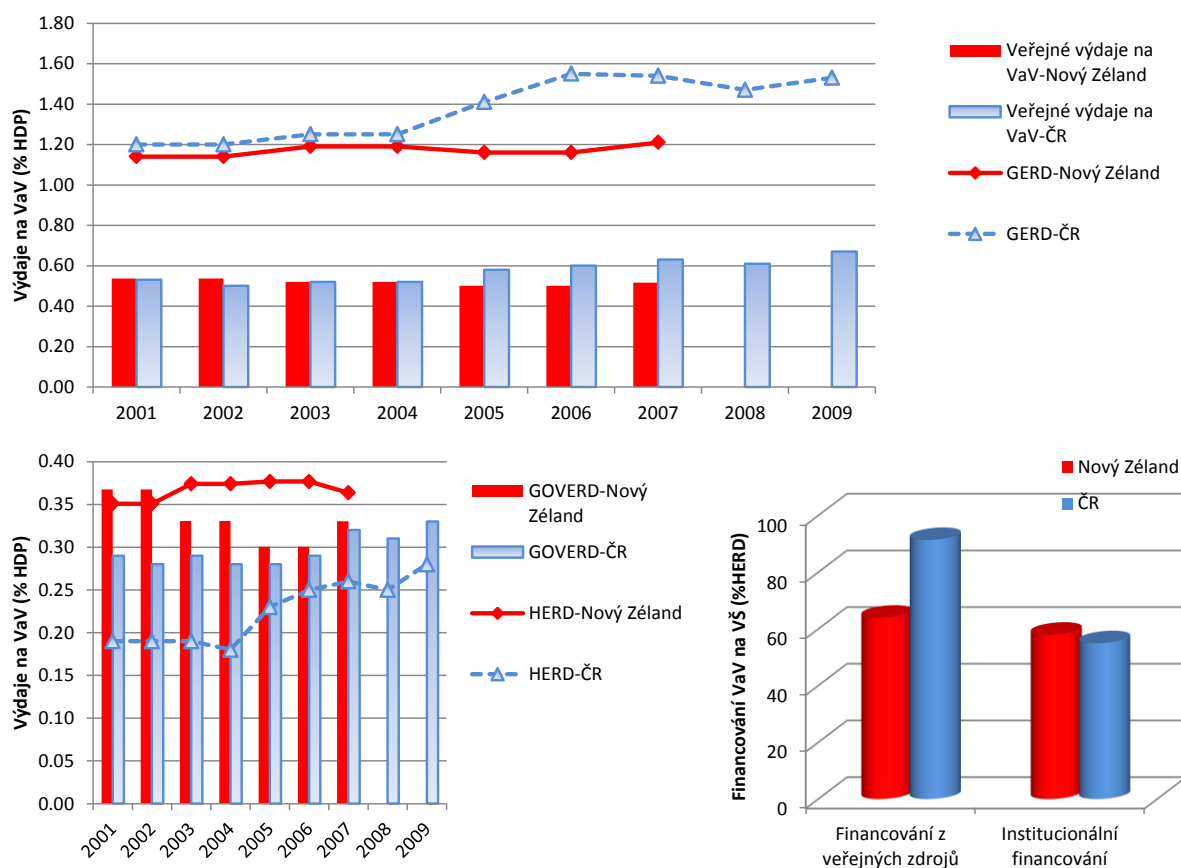 1.80
1.60
1.40
1.20
1.00
0.80
0.60
0.40
0.20
0.00
Výdaje na VaV (% HDP)
2001 2002 2003 2004 2005 2006 2007 2008 2009
Veřejné výdaje na
VaV-Nový Zéland
Veřejné výdaje na
VaV-ČR
GERD-Nový Zéland
GERD-ČR
0.40
0.35
0.30
0.25
0.20
0.15
0.10
0.05
0.00
Výdaje na VaV (% HDP)
2001 2002 2003 2004 2005 2006 2007 2008 2009
GOVERD-Nový
Zéland
GOVERD-ČR
HERD-Nový Zéland
HERD-ČR
Nový Zéland
ČR
100
80
60
40
20
0
Financování VaV na VŠ (%HERD)
Financování z
veřejných zdrojů
Institucionální
financování